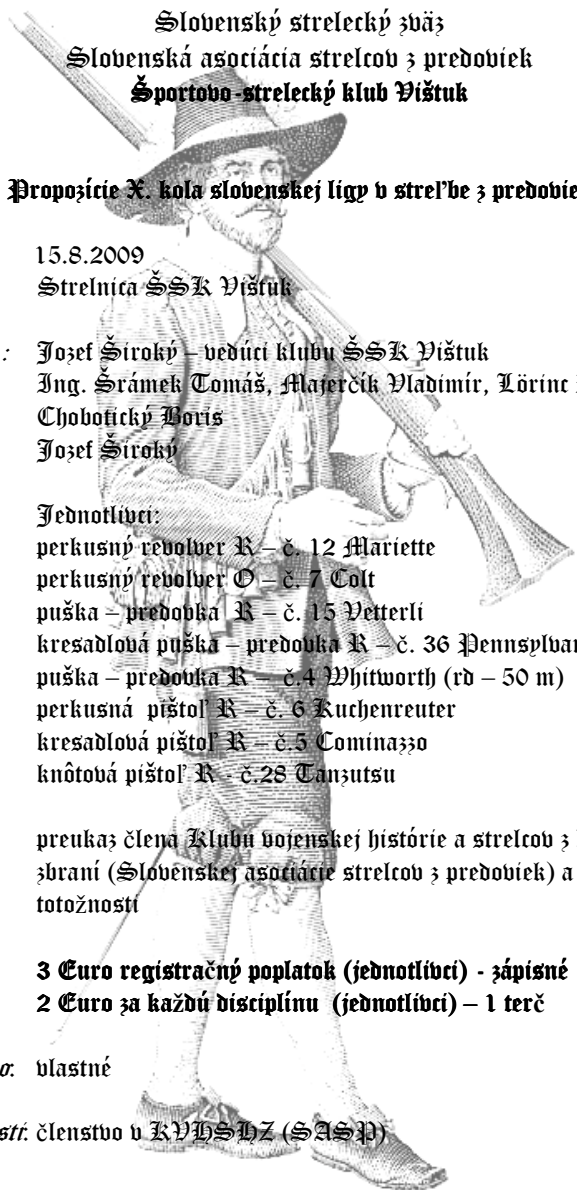 Slovenský strelecký zväz
Slovenská asociácia strelcov z predoviek
Športovo-strelecký klub Vištuk
Propozície X. kola slovenskej ligy v streľbe z predovie
15.8.2009
Strelnica ŠSK Vištuk
: Jozef Široký – vedúci klubu ŠSK Vištuk
Ing. Šrámek Tomáš, Majerčík Vladimír, Lörinc
Chobotický Boris
Jozef Široký
Jednotlivci:
perkusný revolver R – č. 12 Mariette
perkusný revolver O – č. 7 Colt
puška – predovka R – č. 15 Vetterli
kresadlová puška – predovka R – č. 36 Pennsylvan
puška – predovka R – č.4 Whitworth (rd – 50 m)
perkusná pištoľ R – č. 6 Kuchenreuter
kresadlová pištoľ R – č.5 Cominazzo
knôtová pištoľ R - č.28 Tanzutsu
preukaz člena Klubu vojenskej histórie a strelcov z
zbraní (Slovenskej asociácie strelcov z predoviek) a
totožnosti
3 Euro registračný poplatok (jednotlivci) - zápisné
2 Euro za každú disciplínu (jednotlivci) – 1 terč
o: vlastné
sti: členstvo v KVHSHZ (SASP)